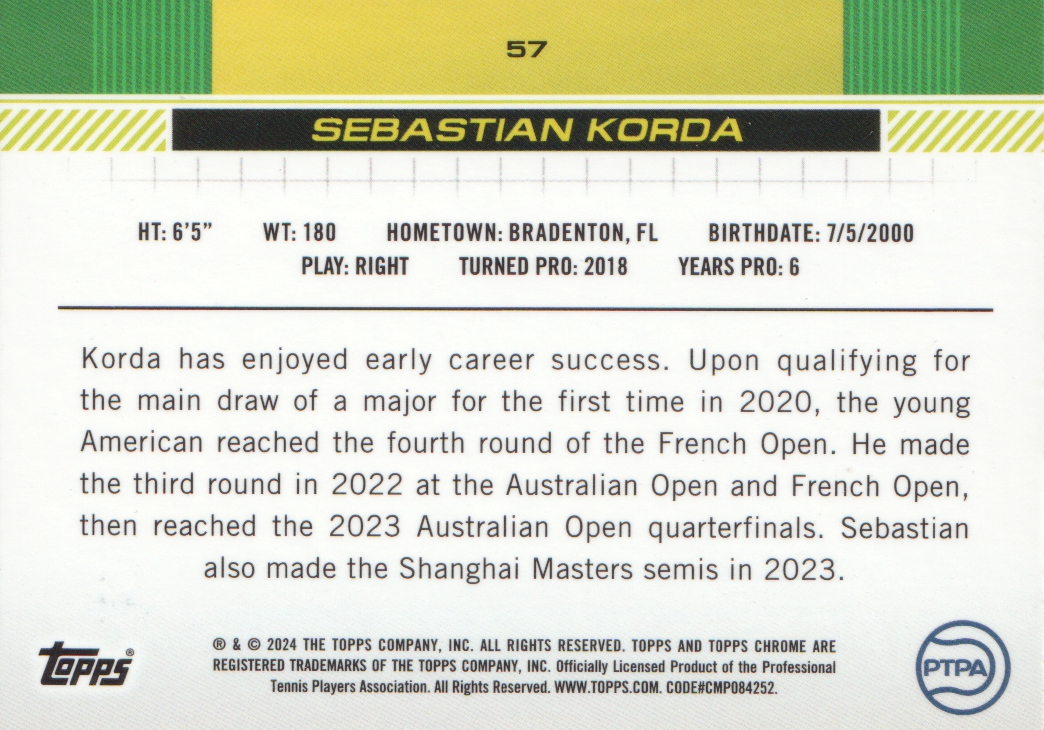 57
SEBASTIAN KORDA
HT: 6'5" WT: 180 HOMETOWN: BRADENTON, FL BIRTHDATE: 7/5/2000
PLAY: RIGHT TURNED PRO: 2018 YEARS PRO: 6
Korda has enjoyed early career success. Upon qualifying for
the main draw of a major for the first time in 2020, the young
American reached the fourth round of the French Open. He made
the third round in 2022 at the Australian Open and French Open,
then reached the 2023 Australian Open quarterfinals. Sebastian
also made the Shanghai Masters semis in 2023.
® & © 2024 THE TOPPS COMPANY, INC. ALL RIGHTS RESERVED. TOPPS AND TOPPS CHROME ARE
REGISTERED TRADEMARKS OF THE TOPPS COMPANY, INC. Officially Licensed Product of the Professional
Tennis Players Association. All Rights Reserved. WWW.TOPPS.COM. CODE#CMP084252.
Topps®
PTPA